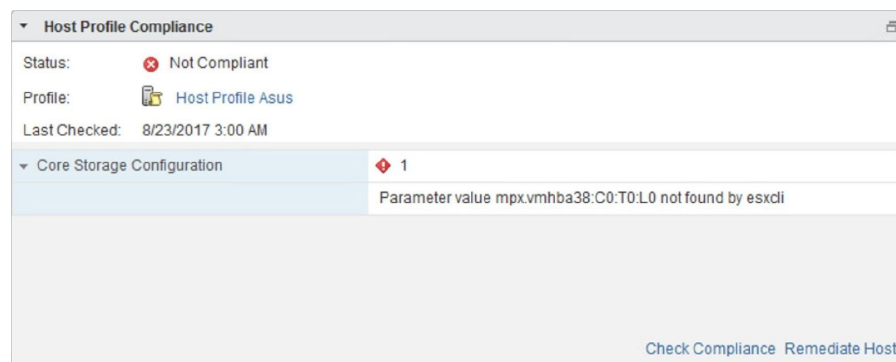 Host Profile Compliance
Status: Not Compliant
Profile: Host Profile Asus
Last Checked: 8/23/2017 3:00 AM
Core Storage Configuration 1
Parameter value mpx.vmhba38:C0:T0:L0 not found by esxcli
Check Compliance Remediate Host